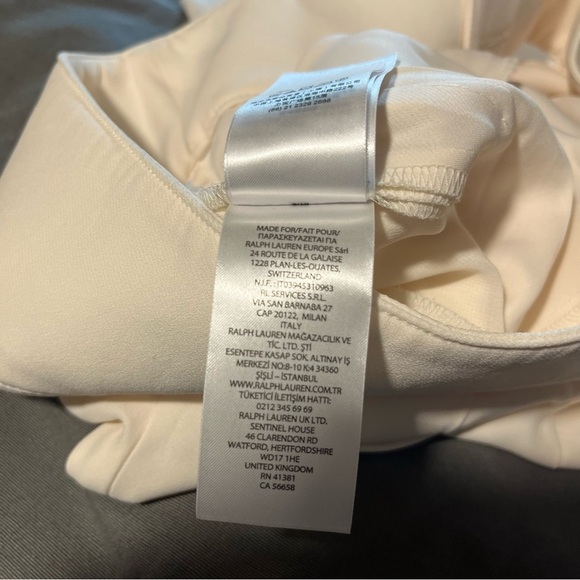 MADE FOR/FAIT POUR/
ΠΑΡΑΣΚΕΥΑΖΕΤΑΙ ΓΙΑ
RALPH LAUREN EUROPE Sàrl
24 ROUTE DE LA GALAISE
1228 PLAN-LES-OUATES,
SWITZERLAND
N.I.F.: IT03945310963
RL SERVICES S.R.L.
VIA SAN BARNABA 27
CAP 20122, MILAN
ITALY
RALPH LAUREN MAĞAZACILIK VE
TİC. LTD. ŞTİ
ESENTEPE KASAP SOK. ALTINAY İŞ
MERKEZİ NO:8-10 K:4 34360
ŞİŞLİ – İSTANBUL
WWW.RALPHLAUREN.COM.TR
TÜKETİCİ İLETİŞİM HATTI:
0212 345 69 69
RALPH LAUREN UK LTD.
SENTINEL HOUSE
46 CLARENDON RD
WATFORD, HERTFORDSHIRE
WD17 1HE
UNITED KINGDOM
RN 41381
CA 56658